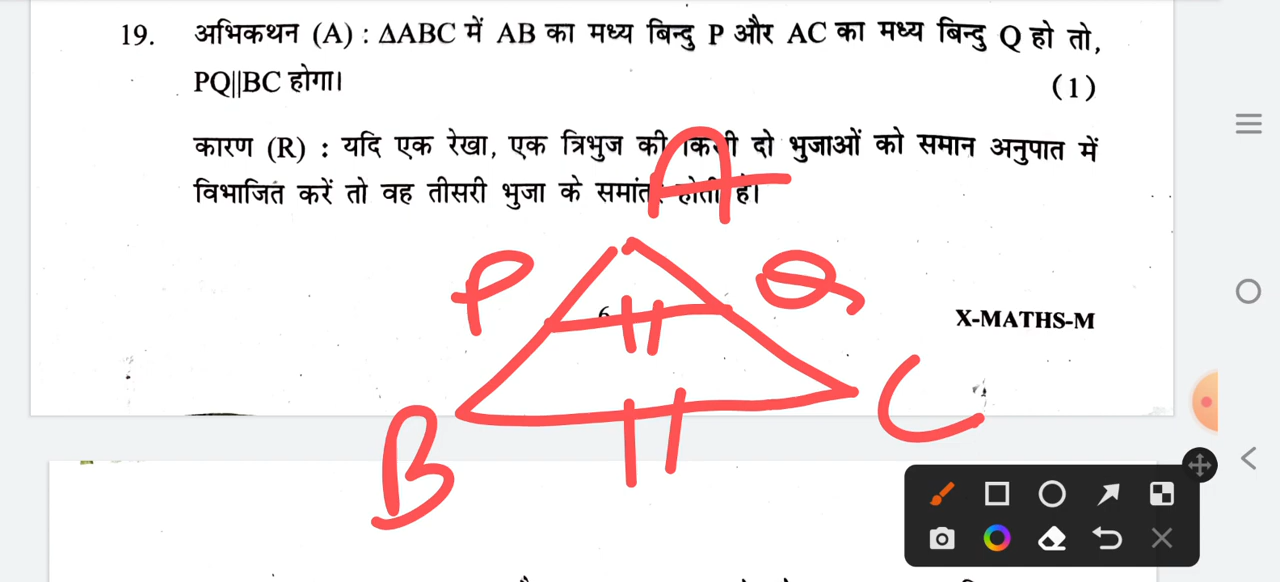 19. अभिकथन (A) : ΔABC में AB का मध्य बिन्दु P और AC का मध्य बिन्दु Q हो तो,
PQ||BC होगा। (1)
कारण (R) : यदि एक रेखा, एक त्रिभुज की किसी दो भुजाओं को समान अनुपात में
विभाजित करें तो वह तीसरी भुजा के समांतर होती है।
A
P Q
6
X-MATHS-M
B C